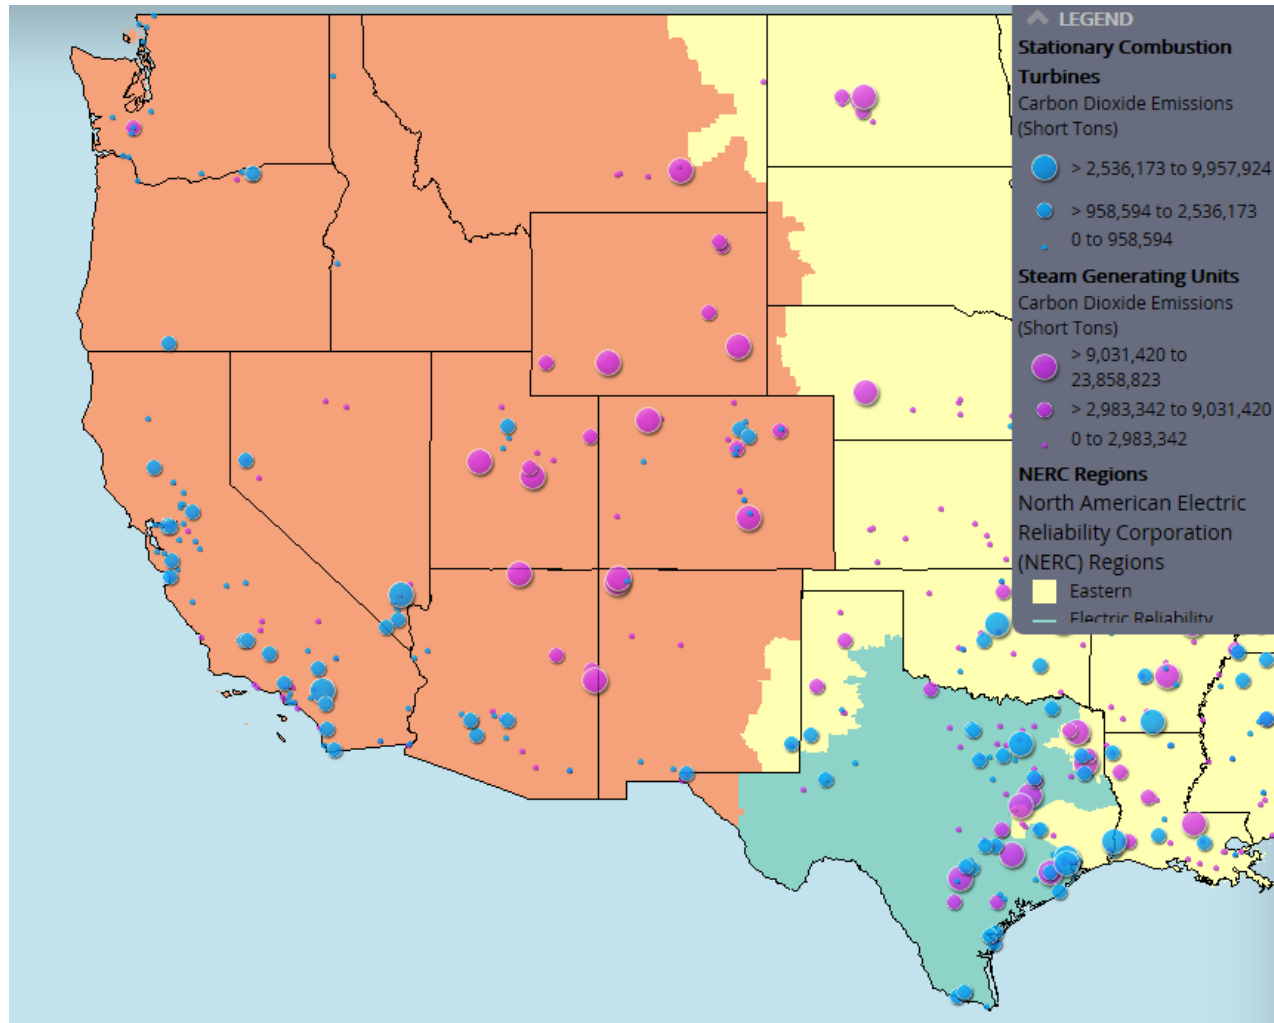 LEGEND
Stationary Combustion
Turbines
Carbon Dioxide Emissions
(Short Tons)
> 2,536,173 to 9,957,924
> 958,594 to 2,536,173
0 to 958,594
Steam Generating Units
Carbon Dioxide Emissions
(Short Tons)
> 9,031,420 to
23,858,823
> 2,983,342 to 9,031,420
0 to 2,983,342
NERC Regions
North American Electric
Reliability Corporation
(NERC) Regions
Eastern
Electric Reliability